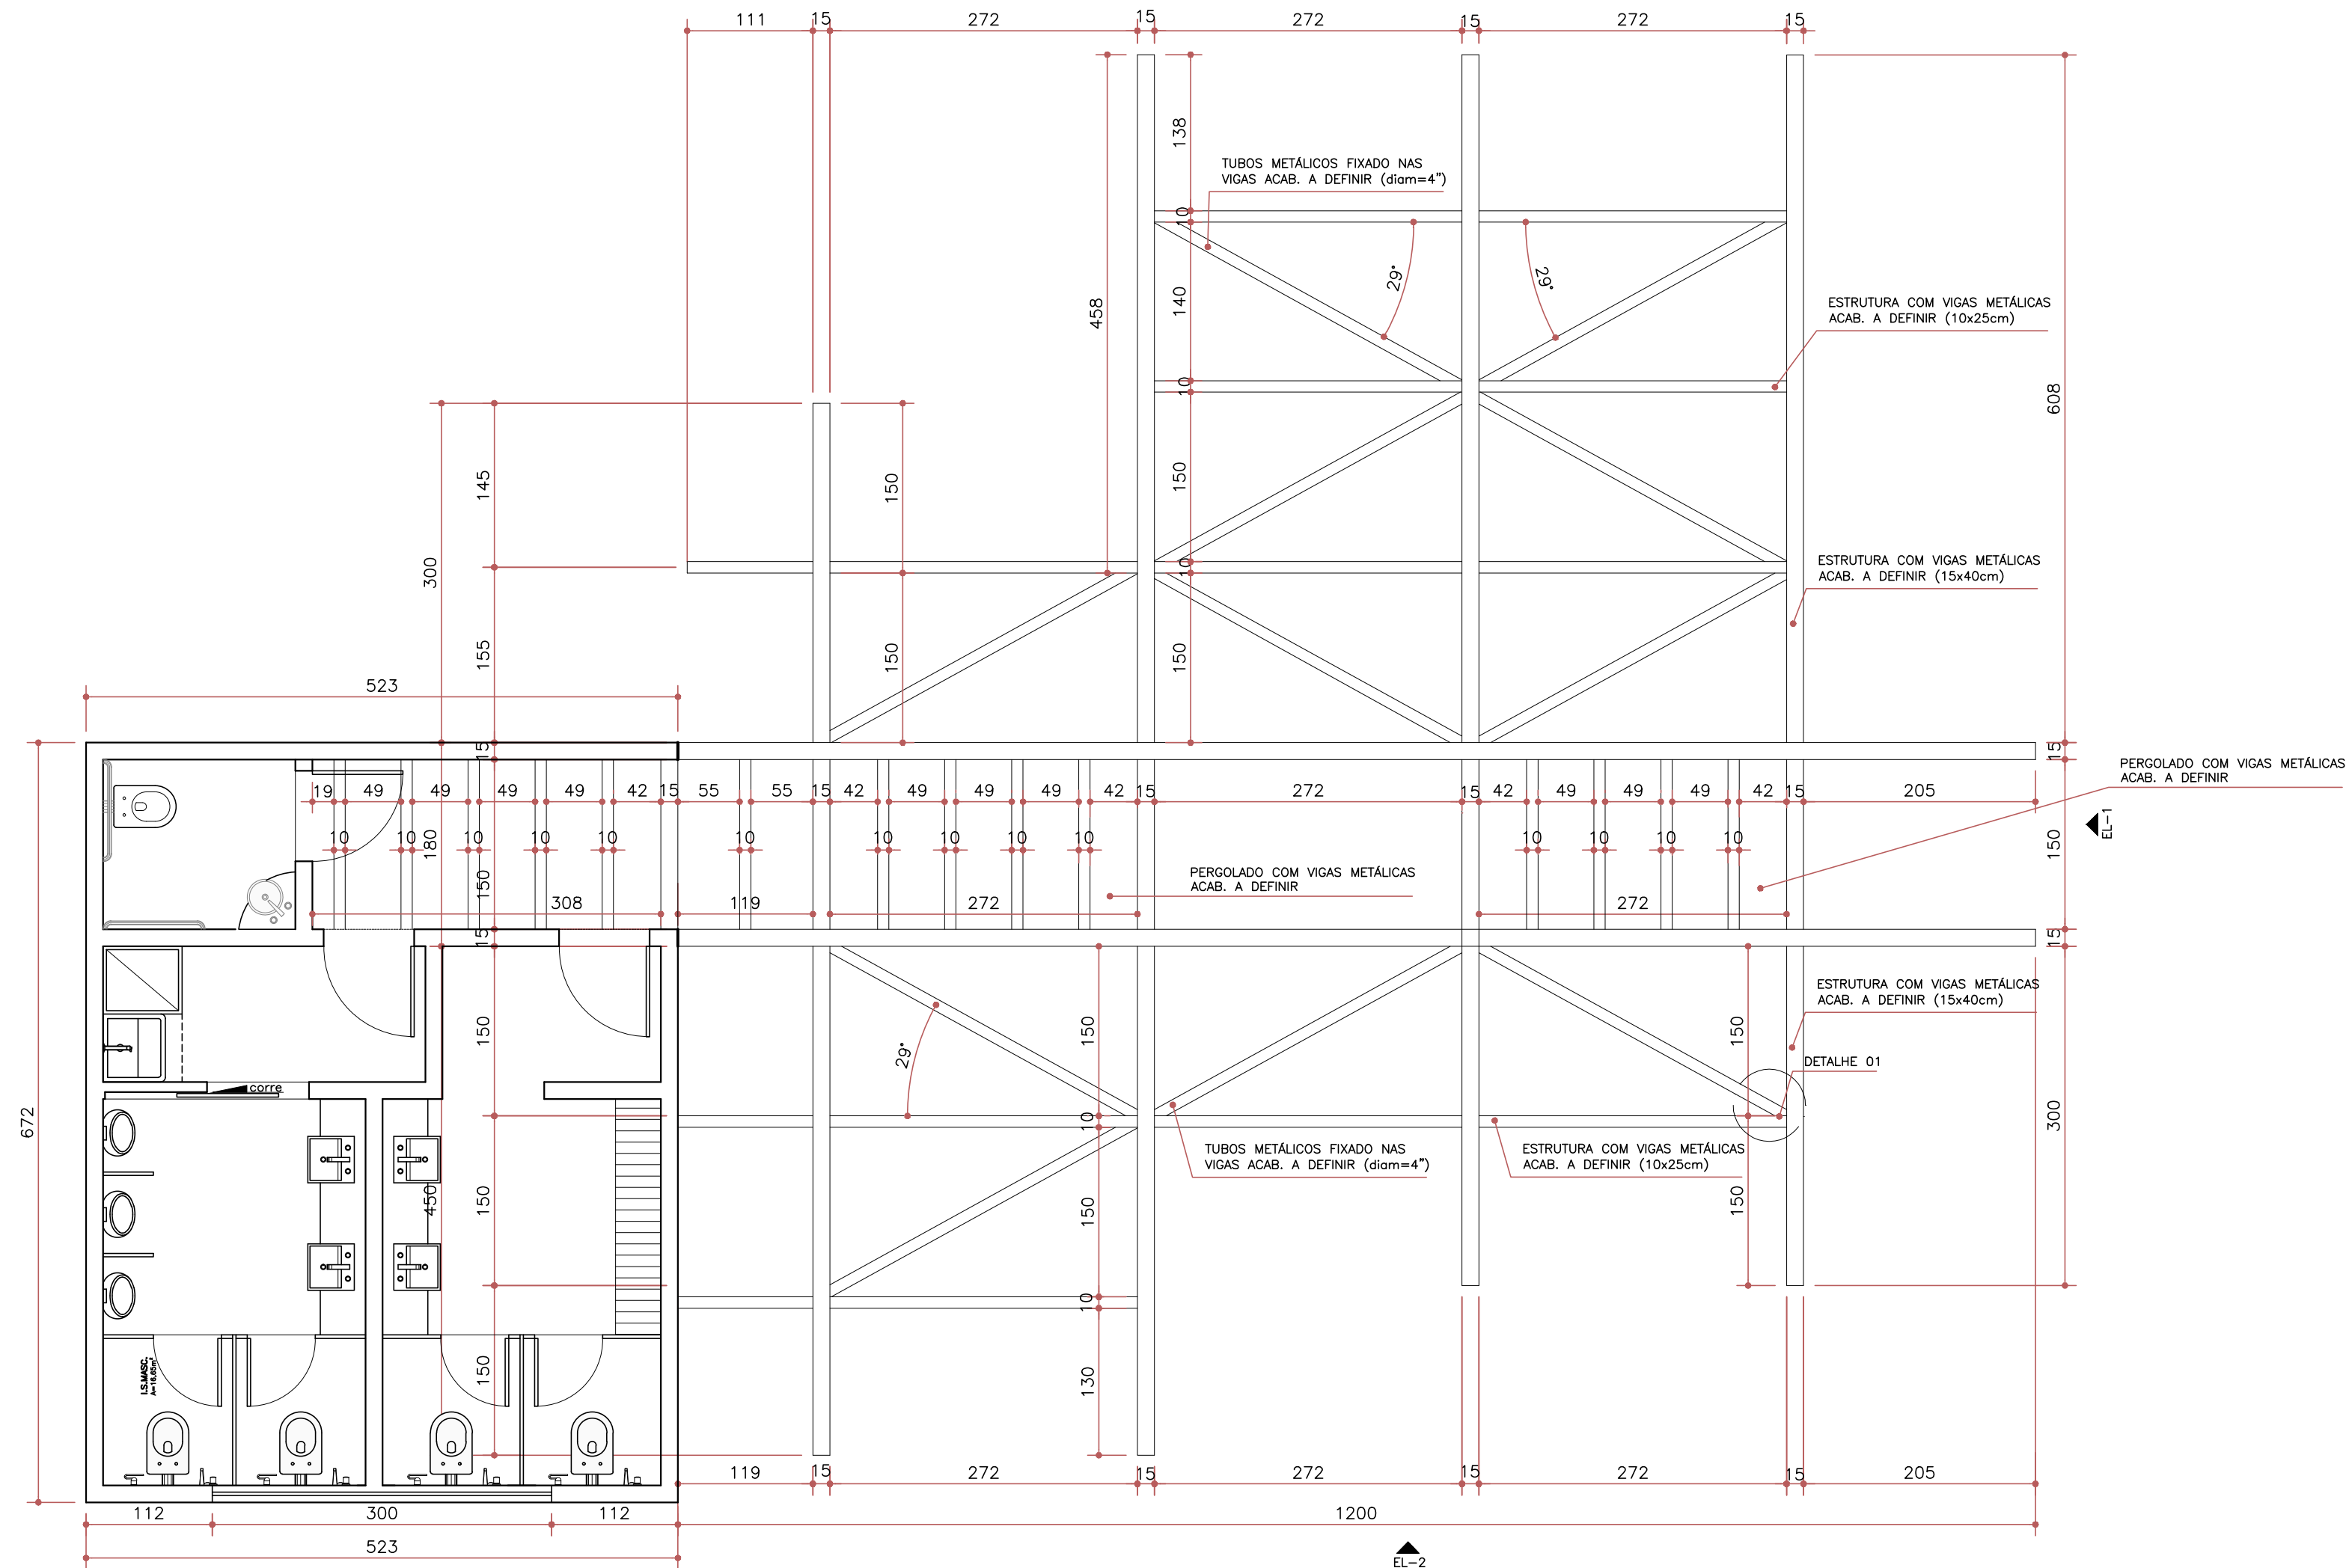 111 15 272 15 272 15 272 15
138
TUBOS METÁLICOS FIXADO NAS
VIGAS ACAB. A DEFINIR (diam=4")
10
29°
29°
140
458
ESTRUTURA COM VIGAS METÁLICAS
ACAB. A DEFINIR (10x25cm)
10
608
145
150
150
300
ESTRUTURA COM VIGAS METÁLICAS
ACAB. A DEFINIR (15x40cm)
10
155
150
150
523
15
15
PERGOLADO COM VIGAS METÁLICAS
ACAB. A DEFINIR
19 49 49 49 49 42 15 55 55 15 42 49 49 49 42 15 272 15 42 49 49 49 42 15 205
10 10 10 10 10 10 10 10 10 10 10 10 10 10
180
150
150
EL-1
PERGOLADO COM VIGAS METÁLICAS
ACAB. A DEFINIR
308 119 272 272
15
15
ESTRUTURA COM VIGAS METÁLICAS
ACAB. A DEFINIR (15x40cm)
150
29°
150
150
DETALHE 01
corre
672
10
300
TUBOS METÁLICOS FIXADO NAS
VIGAS ACAB. A DEFINIR (diam=4")
ESTRUTURA COM VIGAS METÁLICAS
ACAB. A DEFINIR (10x25cm)
450
150
150
150
10
I.S.MASC.
A=16,65m²
150
130
119 15 272 15 272 15 272 15 205
112 300 112 1200
523
EL-2